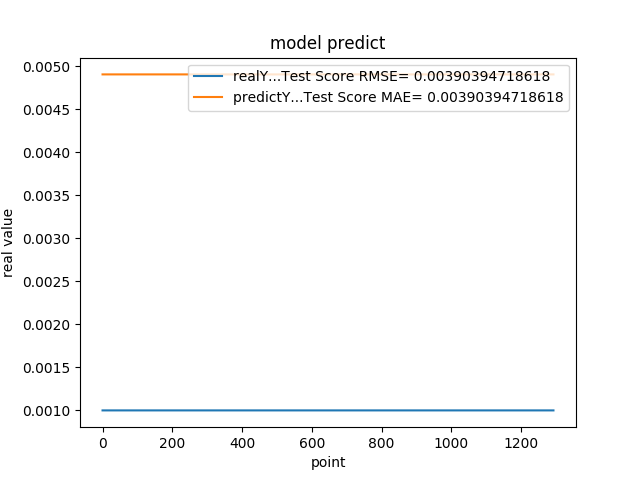 model predict
0.0050
realY...Test Score RMSE= 0.00390394718618
predictY...Test Score MAE= 0.00390394718618
0.0045
0.0040
0.0035
0.0030
0.0025
0.0020
0.0015
0.0010
real value
0 200 400 600 800 1000 1200
point